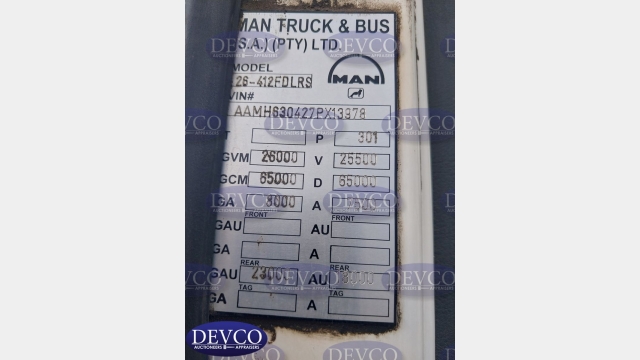 MAN TRUCK & BUS
(S.A.) (PTY) LTD.
MODEL
26-412FDLRS
MAN
VIN#
AAMH630427PX13978
T P 301
GVM 26000 V 25500
GCM 65000 D 65000
GA 8000 A
FRONT
GAU AU
GA A
REAR REAR
GAU 2300 AU
TAG TAG
GA A
DEVCO
AUCTIONEERS & APPRAISERS